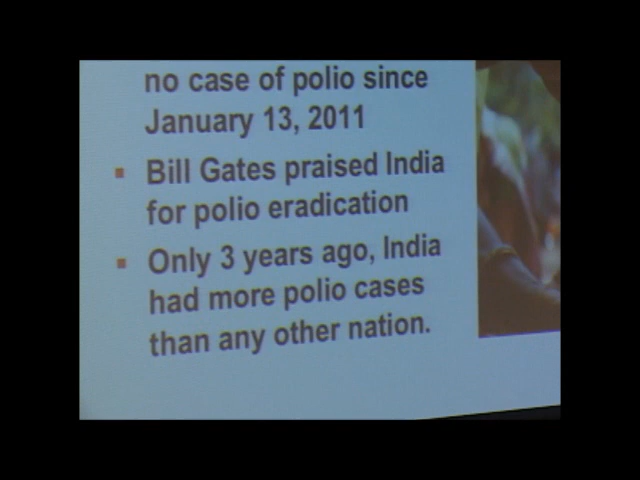 no case of polio since
January 13, 2011
▪ Bill Gates praised India
for polio eradication
▪ Only 3 years ago, India
had more polio cases
than any other nation.